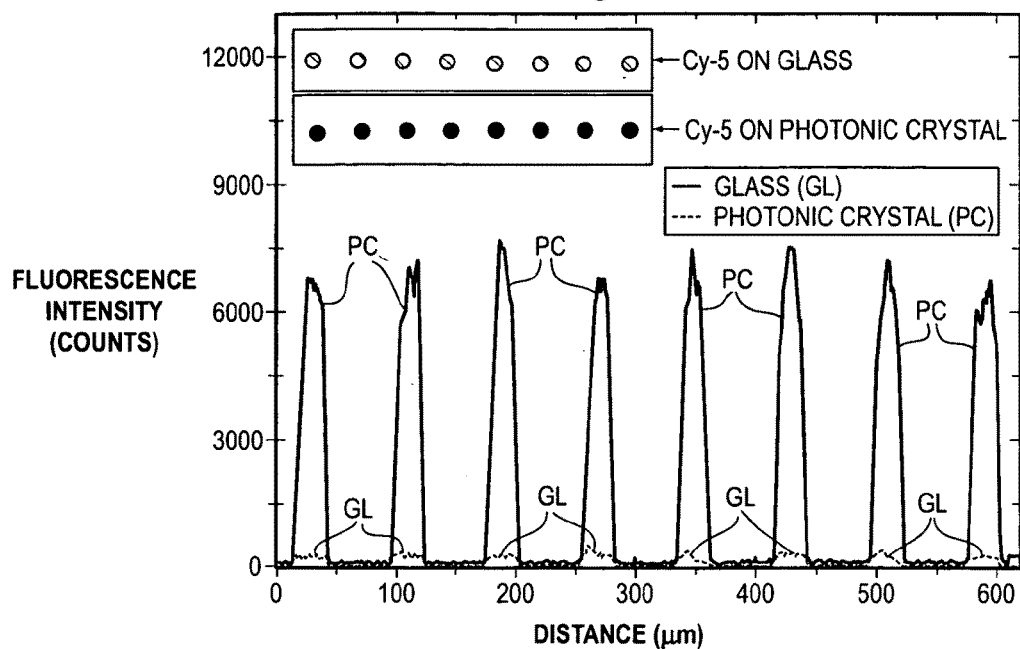 12000
9000
6000
3000
0
Cy-5 ON GLASS
Cy-5 ON PHOTONIC CRYSTAL
GLASS (GL)
PHOTONIC CRYSTAL (PC)
FLUORESCENCE
INTENSITY
(COUNTS)
PC
PC
PC
PC
GL
GL
GL
GL
0
100
200
300
400
500
600
DISTANCE (µm)